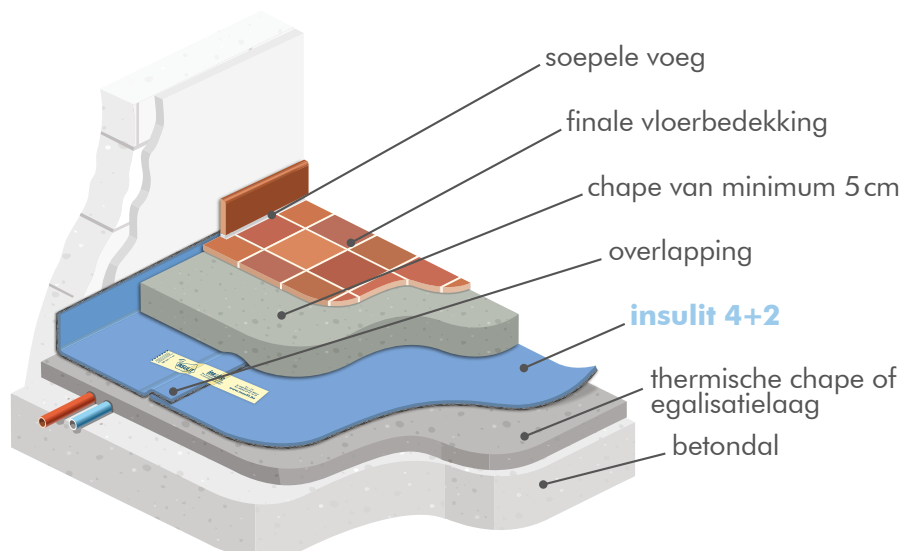 soepele voeg
finale vloerbedekking
chape van minimum 5 cm
overlapping
insulit 4+2
thermische chape of
egalisatielaag
betondal